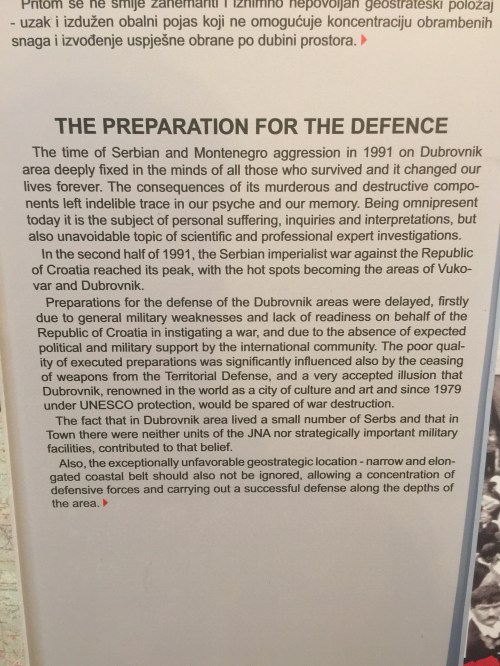 Pritom se ne smije zanemariti i iznimno nepovoljan geostrateški položaj
- uzak i izdužen obalni pojas koji ne omogućuje koncentraciju obrambenih
snaga i izvođenje uspješne obrane po dubini prostora.
THE PREPARATION FOR THE DEFENCE
The time of Serbian and Montenegro aggression in 1991 on Dubrovnik
area deeply fixed in the minds of all those who survived and it changed our
lives forever. The consequences of its murderous and destructive compo-
nents left indelible trace in our psyche and our memory. Being omnipresent
today it is the subject of personal suffering, inquiries and interpretations, but
also unavoidable topic of scientific and professional expert investigations.
In the second half of 1991, the Serbian imperialist war against the Republic
of Croatia reached its peak, with the hot spots becoming the areas of Vuko-
var and Dubrovnik.
Preparations for the defense of the Dubrovnik areas were delayed, firstly
due to general military weaknesses and lack of readiness on behalf of the
Republic of Croatia in instigating a war, and due to the absence of expected
political and military support by the international community. The poor qual-
ity of executed preparations was significantly influenced also by the ceasing
of weapons from the Territorial Defense, and a very accepted illusion that
Dubrovnik, renowned in the world as a city of culture and art and since 1979
under UNESCO protection, would be spared of war destruction.
The fact that in Dubrovnik area lived a small number of Serbs and that in
Town there were neither units of the JNA nor strategically important military
facilities, contributed to that belief.
Also, the exceptionally unfavorable geostrategic location - narrow and elon-
gated coastal belt should also not be ignored, allowing a concentration of
defensive forces and carrying out a successful defense along the depths of
the area.